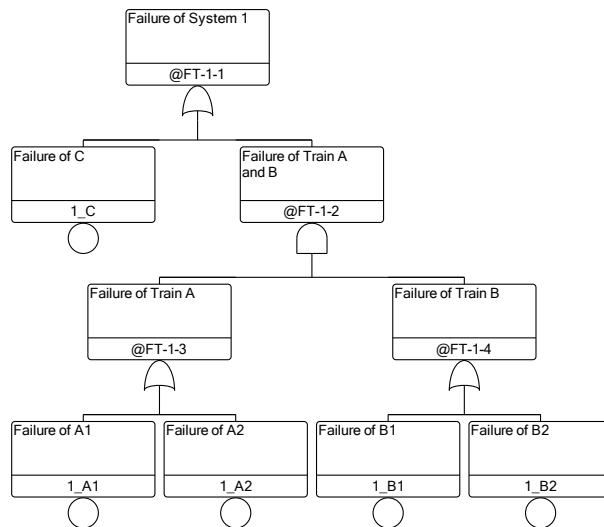 Failure of System 1
@FT-1-1
Failure of C
1_C
Failure of Train A
and B
@FT-1-2
Failure of Train A
@FT-1-3
Failure of Train B
@FT-1-4
Failure of A1
1_A1
Failure of A2
1_A2
Failure of B1
1_B1
Failure of B2
1_B2